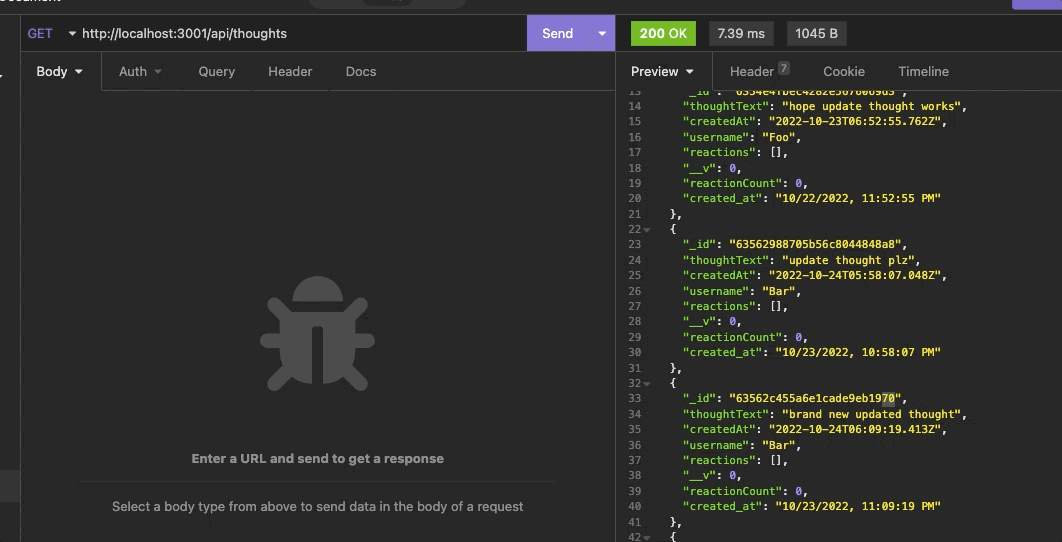 GET http://localhost:3001/api/thoughts Send
200 OK 7.39 ms 1045 B
Body Auth Query Header Docs
Preview Header 7 Cookie Timeline
Enter a URL and send to get a response
Select a body type from above to send data in the body of a request
14 "thoughtText": "hope update thought works",
15 "createdAt": "2022-10-23T06:52:55.762Z",
16 "username": "Foo",
17 "reactions": [],
18 "__v": 0,
19 "reactionCount": 0,
20 "created_at": "10/22/2022, 11:52:55 PM"
21 },
22 {
23 "_id": "63562988705b56c8044848a8",
24 "thoughtText": "update thought plz",
25 "createdAt": "2022-10-24T05:58:07.048Z",
26 "username": "Bar",
27 "reactions": [],
28 "__v": 0,
29 "reactionCount": 0,
30 "created_at": "10/23/2022, 10:58:07 PM"
31 },
32 {
33 "_id": "63562c455a6e1cade9eb1970",
34 "thoughtText": "brand new updated thought",
35 "createdAt": "2022-10-24T06:09:19.413Z",
36 "username": "Bar",
37 "reactions": [],
38 "__v": 0,
39 "reactionCount": 0,
40 "created_at": "10/23/2022, 11:09:19 PM"
41 },
42 {